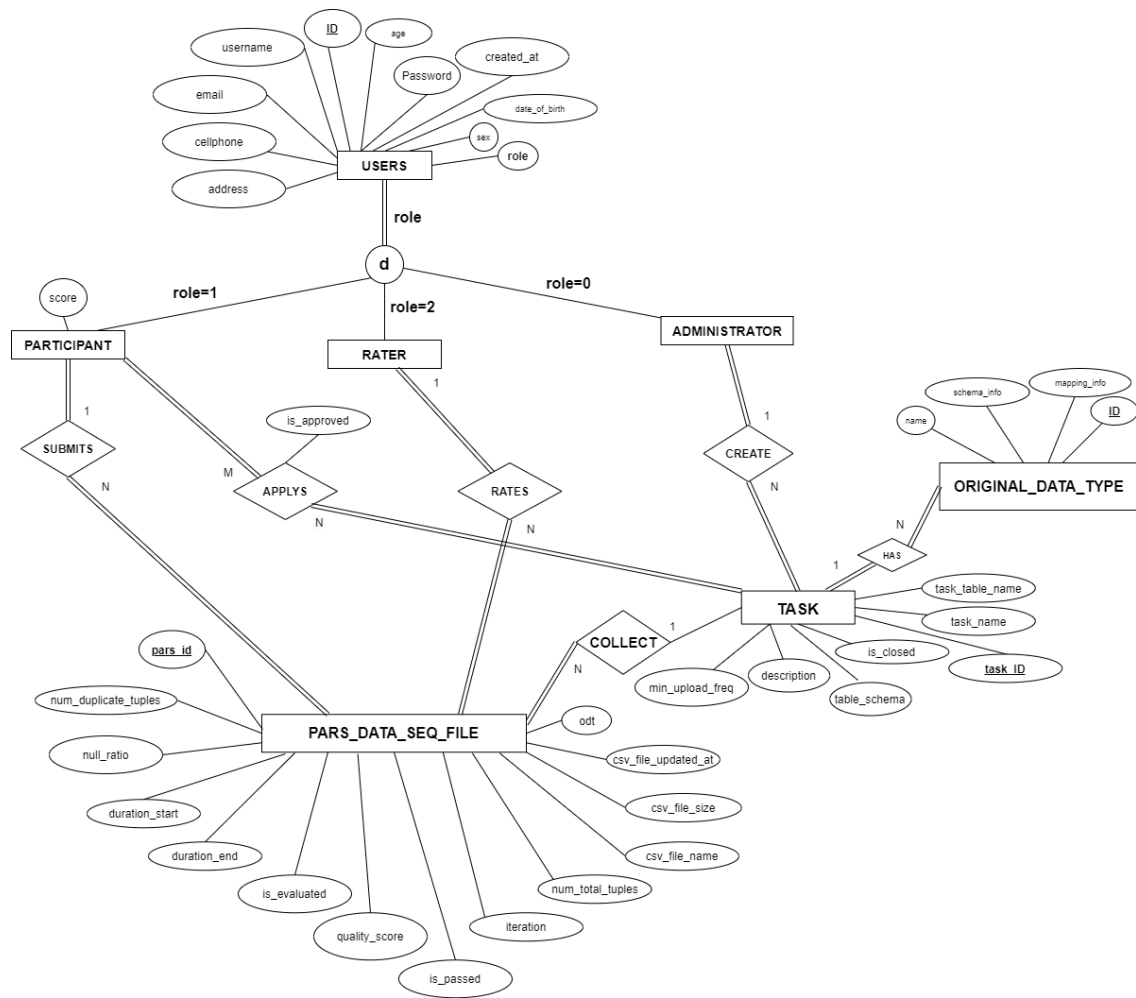 ID
age
username
created_at
Password
email
date_of_birth
sex
cellphone
role
USERS
address
role
d
role=1
role=0
role=2
score
PARTICIPANT
RATER
ADMINISTRATOR
1
mapping_info
schema_info
ID
name
1
1
is_approved
SUBMITS
CREATE
M
N
APPLYS
RATES
N
ORIGINAL_DATA_TYPE
N
N
N
HAS
1
task_table_name
TASK
task_name
1
COLLECT
N
is_closed
task_ID
description
min_upload_freq
table_schema
pars_id
num_duplicate_tuples
odt
PARS_DATA_SEQ_FILE
null_ratio
csv_file_updated_at
duration_start
csv_file_size
duration_end
csv_file_name
is_evaluated
num_total_tuples
iteration
quality_score
is_passed